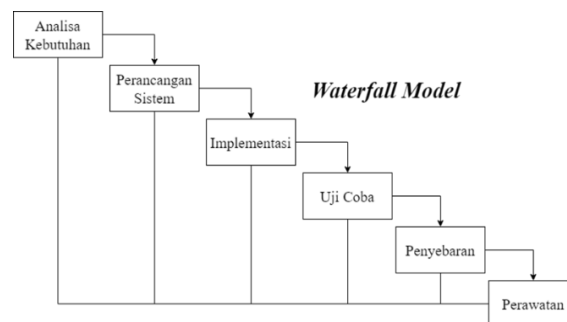 Analisa
Kebutuhan
Perancangan
Sistem
Waterfall Model
Implementasi
Uji Coba
Penyebaran
Perawatan